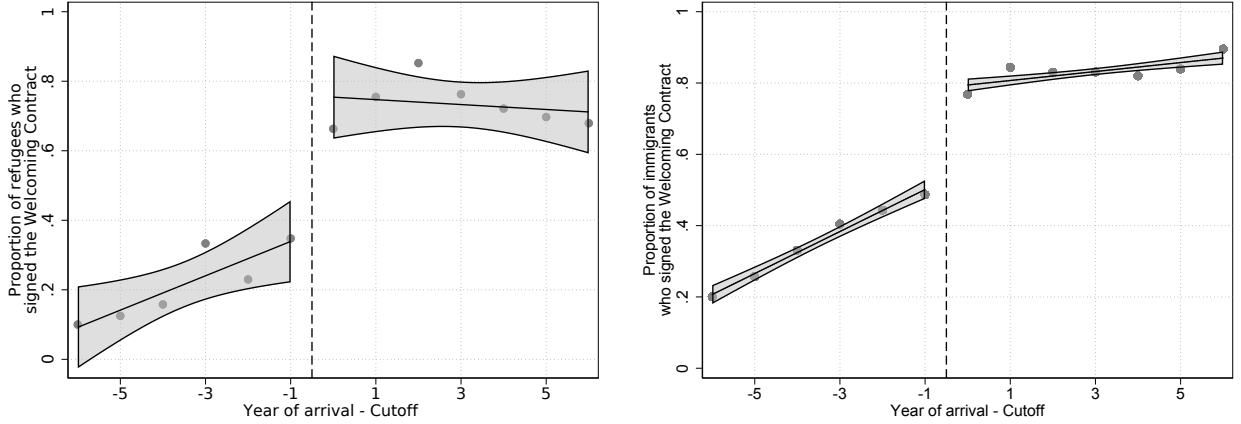 Proportion of refugees who
signed the Welcoming Contract
0 .2 .4 .6 .8 1
-5 -3 -1 1 3 5
Year of arrival - Cutoff
Proportion of immigrants
who signed the Welcoming Contract
0 .2 .4 .6 .8 1
-5 -3 -1 1 3 5
Year of arrival - Cutoff